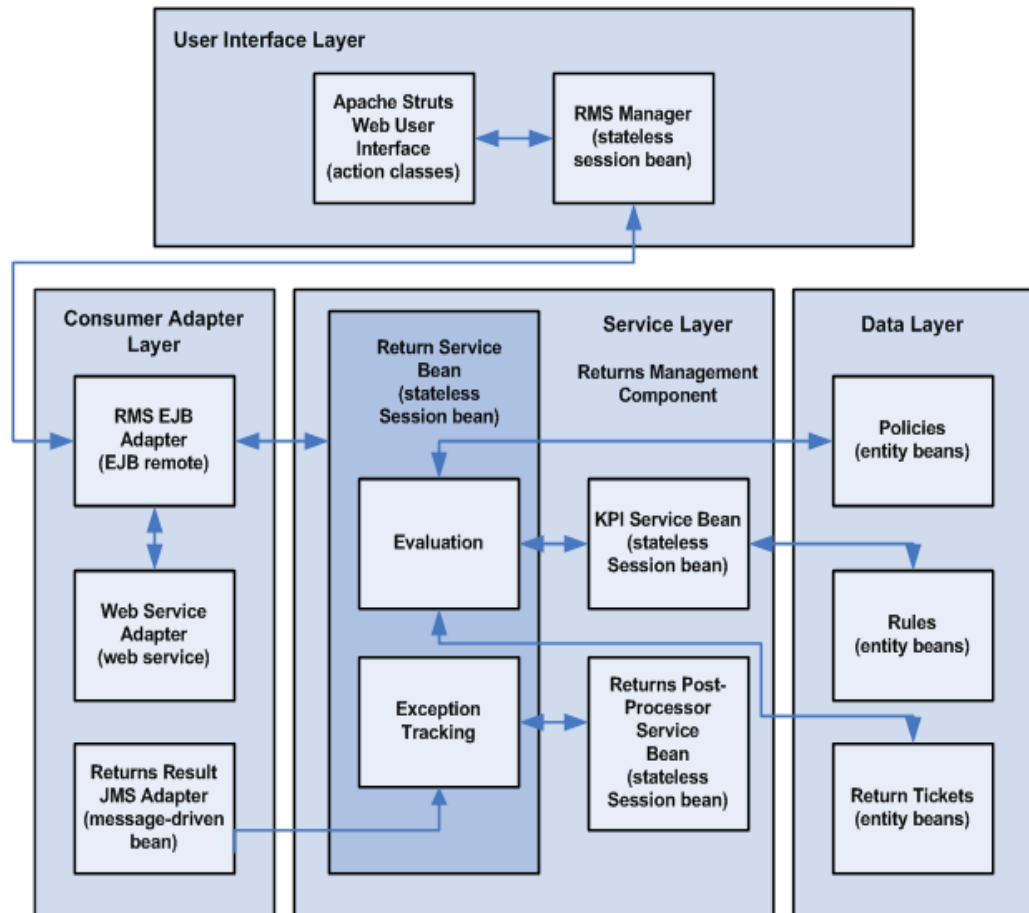 User Interface Layer
Apache Struts
Web User
Interface
(action classes)
RMS Manager
(stateless
session bean)
Consumer Adapter
Layer
RMS EJB
Adapter
(EJB remote)
Web Service
Adapter
(web service)
Returns Result
JMS Adapter
(message-driven
bean)
Service Layer
Returns Management
Component
Return Service
Bean
(stateless
Session bean)
Evaluation
KPI Service Bean
(stateless
Session bean)
Exception
Tracking
Returns Post-
Processor
Service
Bean
(stateless
Session bean)
Data Layer
Policies
(entity beans)
Rules
(entity beans)
Return Tickets
(entity beans)